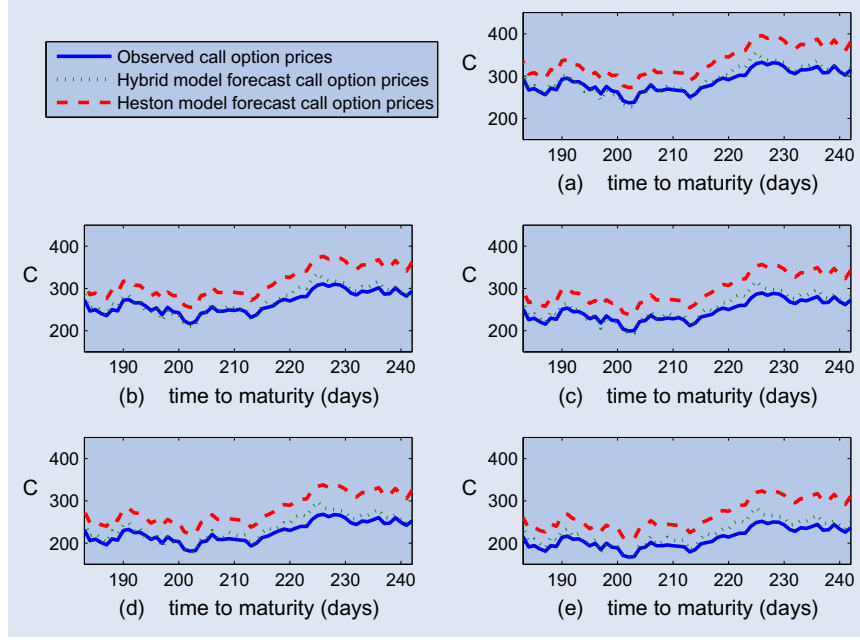 Observed call option prices
Hybrid model forecast call option prices
Heston model forecast call option prices
400
C 300
200
190 200 210 220 230 240
(a) time to maturity (days)
400
C 300
200
190 200 210 220 230 240
(b) time to maturity (days)
400
C 300
200
190 200 210 220 230 240
(c) time to maturity (days)
400
C 300
200
190 200 210 220 230 240
(d) time to maturity (days)
400
C 300
200
190 200 210 220 230 240
(e) time to maturity (days)